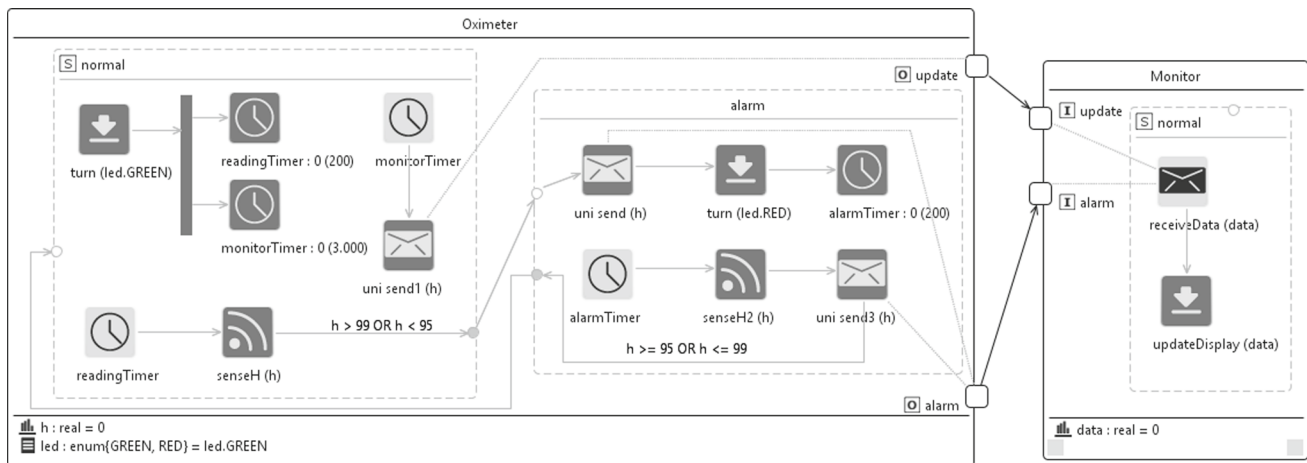 Oximeter
S normal
turn (led.GREEN)
readingTimer : 0 (200)
monitorTimer : 0 (3.000)
monitorTimer
uni send1 (h)
readingTimer
senseH (h)
h > 99 OR h < 95
O update
alarm
uni send (h)
turn (led.RED)
alarmTimer : 0 (200)
alarmTimer
senseH2 (h)
uni send3 (h)
h >= 95 OR h <= 99
O alarm
h : real = 0
led : enum{GREEN, RED} = led.GREEN
Monitor
I update
I alarm
S normal
receiveData (data)
updateDisplay (data)
data : real = 0